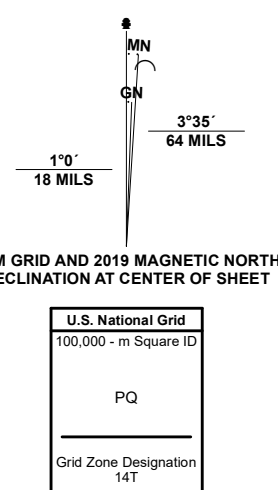 MN
GN
3°35´
64 MILS
1°0´
18 MILS
M GRID AND 2019 MAGNETIC NORTH
ECLINATION AT CENTER OF SHEET
U.S. National Grid
100,000 - m Square ID
PQ
Grid Zone Designation
14T